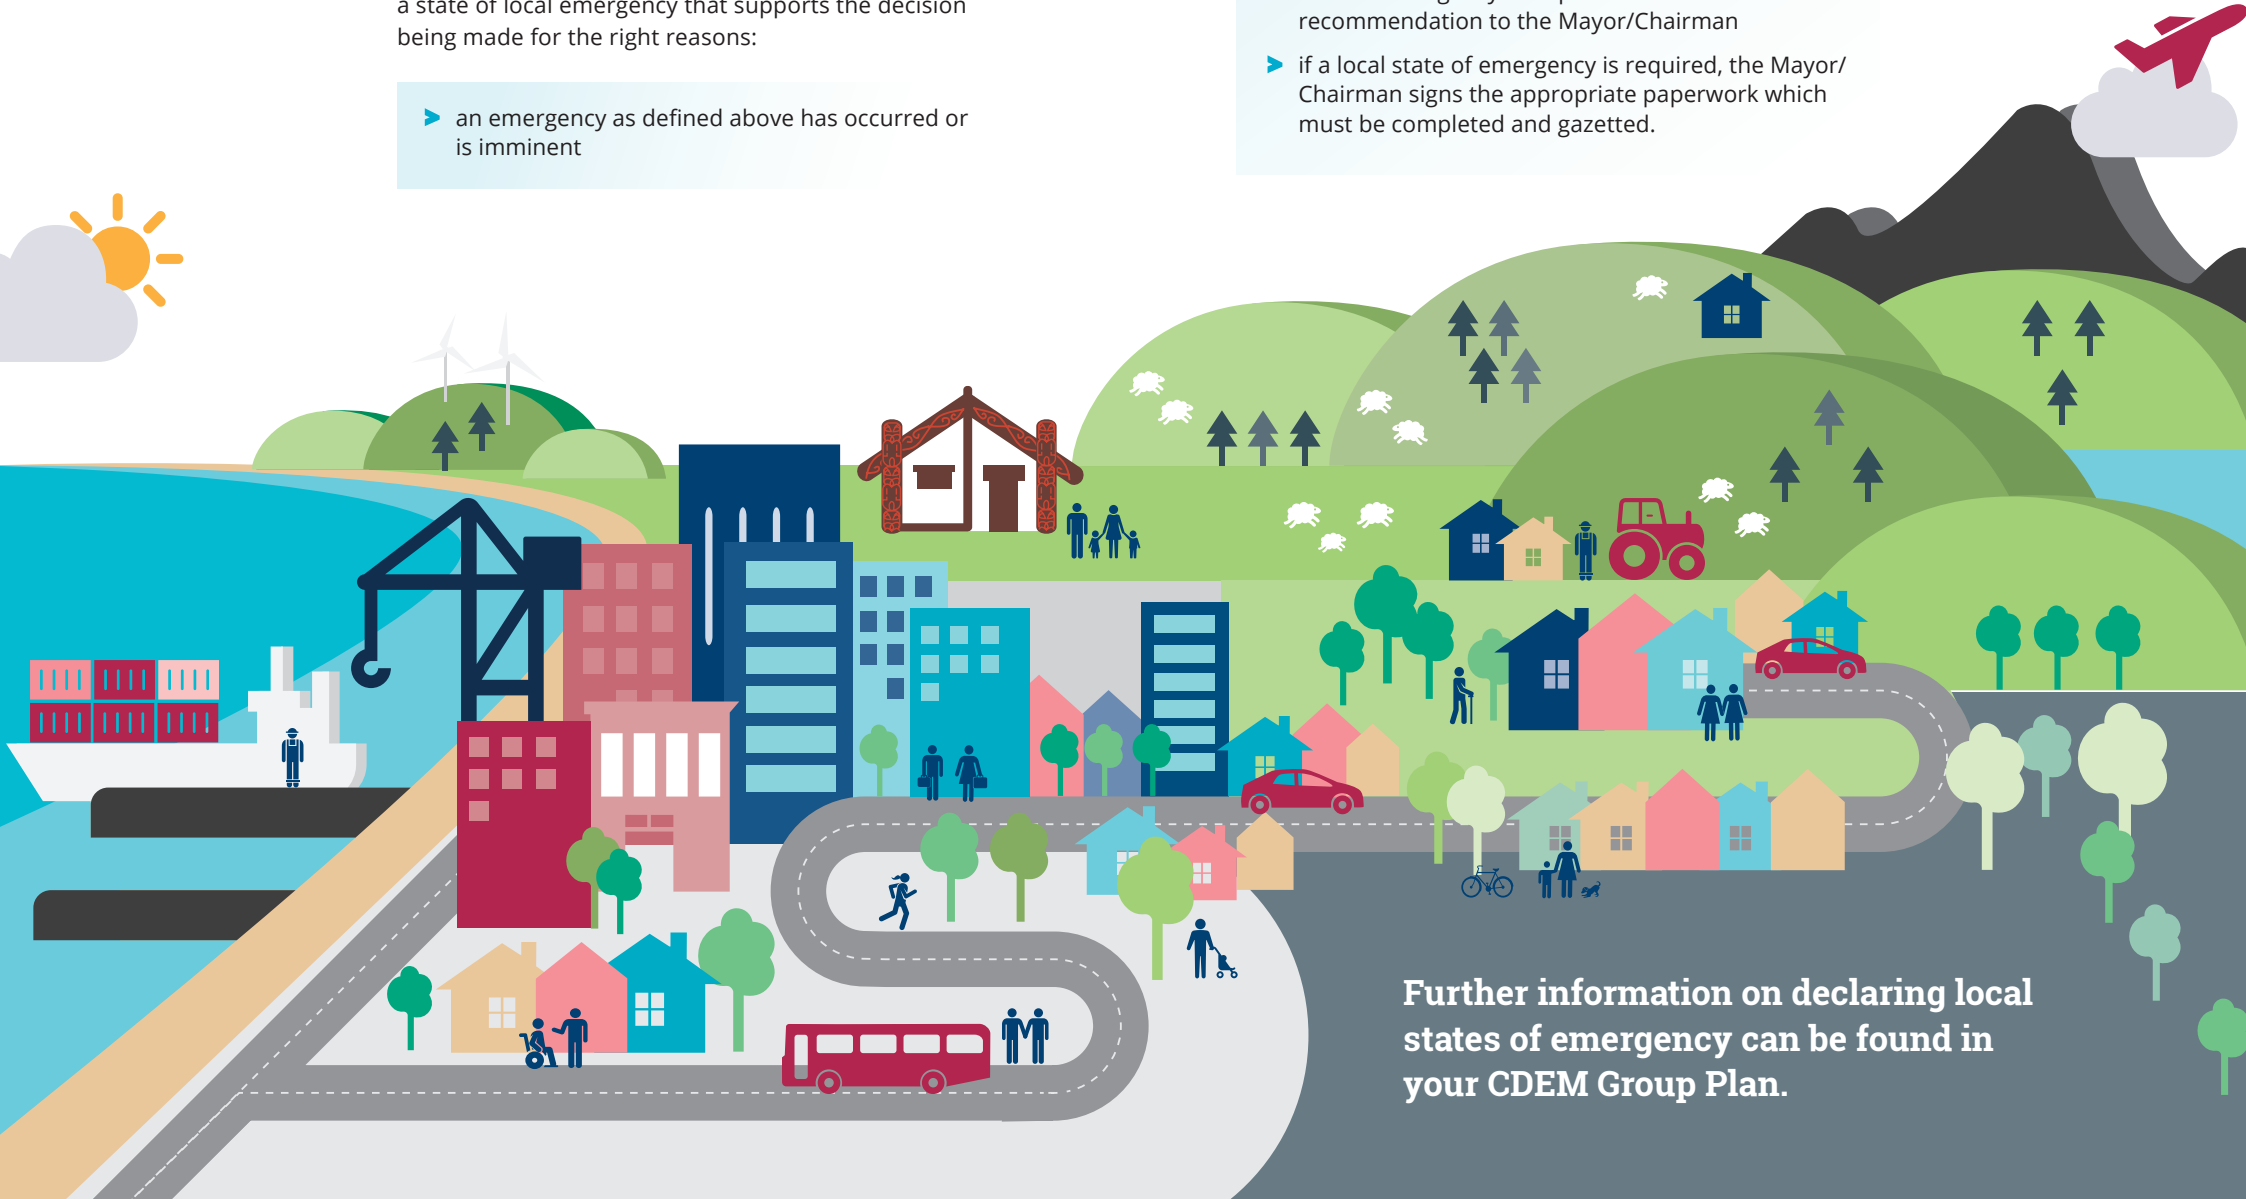 a state of local emergency that supports the decision
being made for the right reasons:
an emergency as defined above has occurred or
is imminent
recommendation to the Mayor/Chairman
if a local state of emergency is required, the Mayor/
Chairman signs the appropriate paperwork which
must be completed and gazetted.
Further information on declaring local
states of emergency can be found in
your CDEM Group Plan.